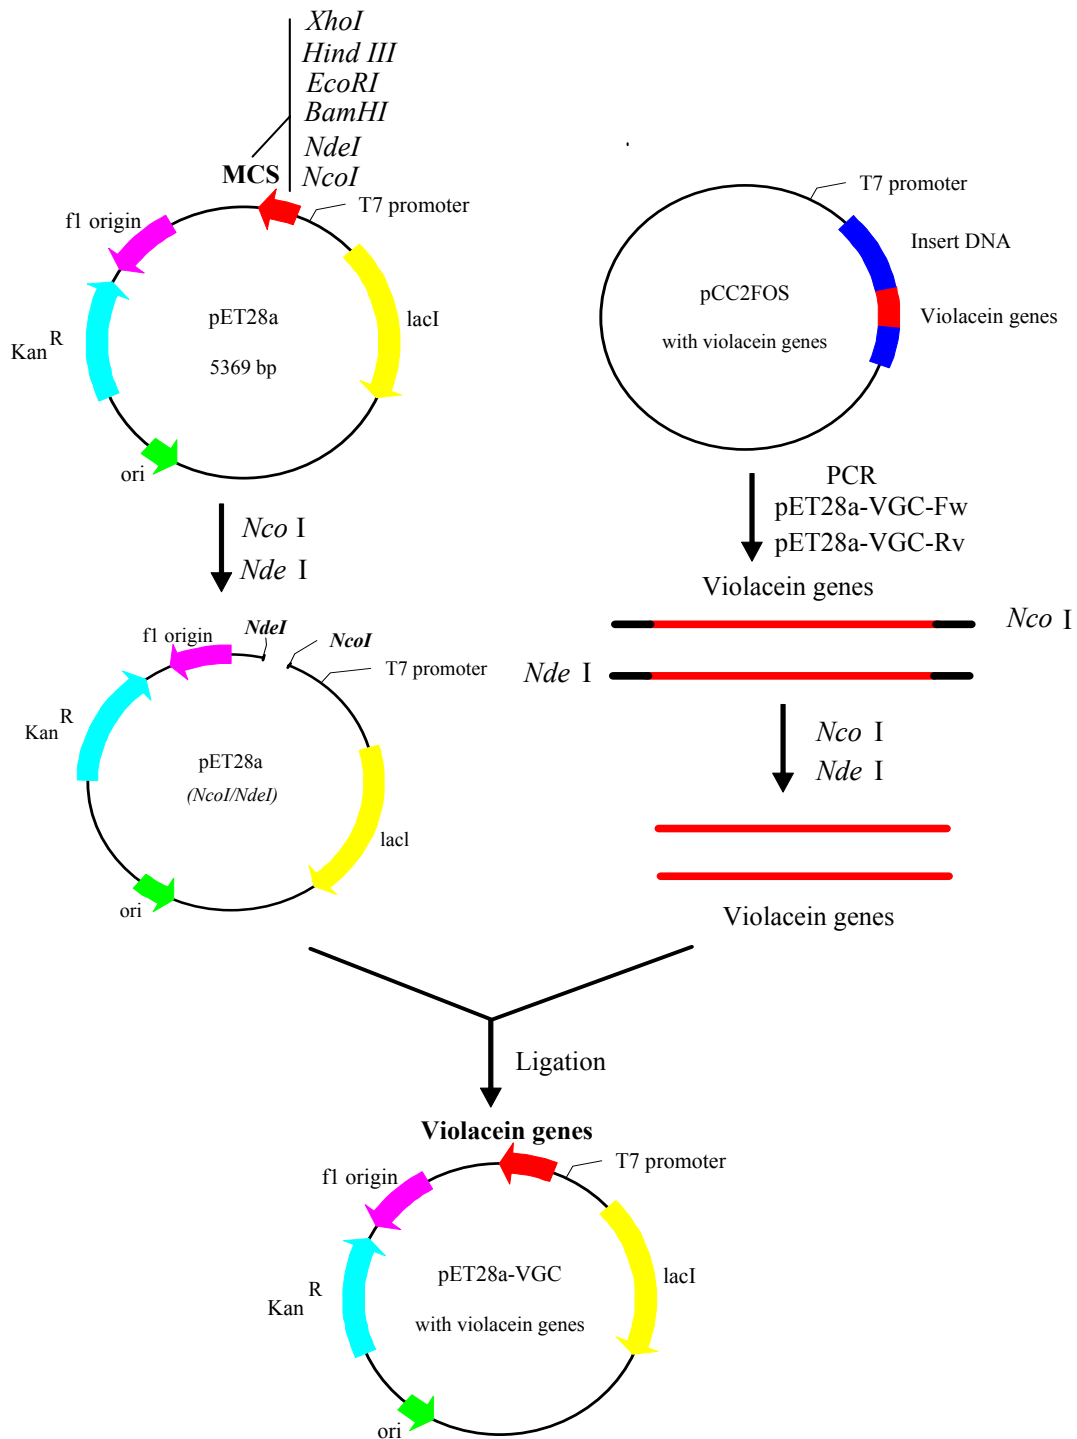 XhoI
Hind III
EcoRI
BamHI
NdeI
NcoI
MCS
T7 promoter
f1 origin
pET28a
5369 bp
lacI
Kan R
ori
T7 promoter
Insert DNA
pCC2FOS
with violacein genes
Violacein genes
Nco I
Nde I
PCR
pET28a-VGC-Fw
pET28a-VGC-Rv
Violacein genes
Nco I
Nde I
Nco I
Nde I
Violacein genes
NdeI
NcoI
f1 origin
T7 promoter
Kan R
pET28a
(NcoI/NdeI)
lacI
ori
Ligation
Violacein genes
T7 promoter
f1 origin
pET28a-VGC
with violacein genes
lacI
Kan R
ori